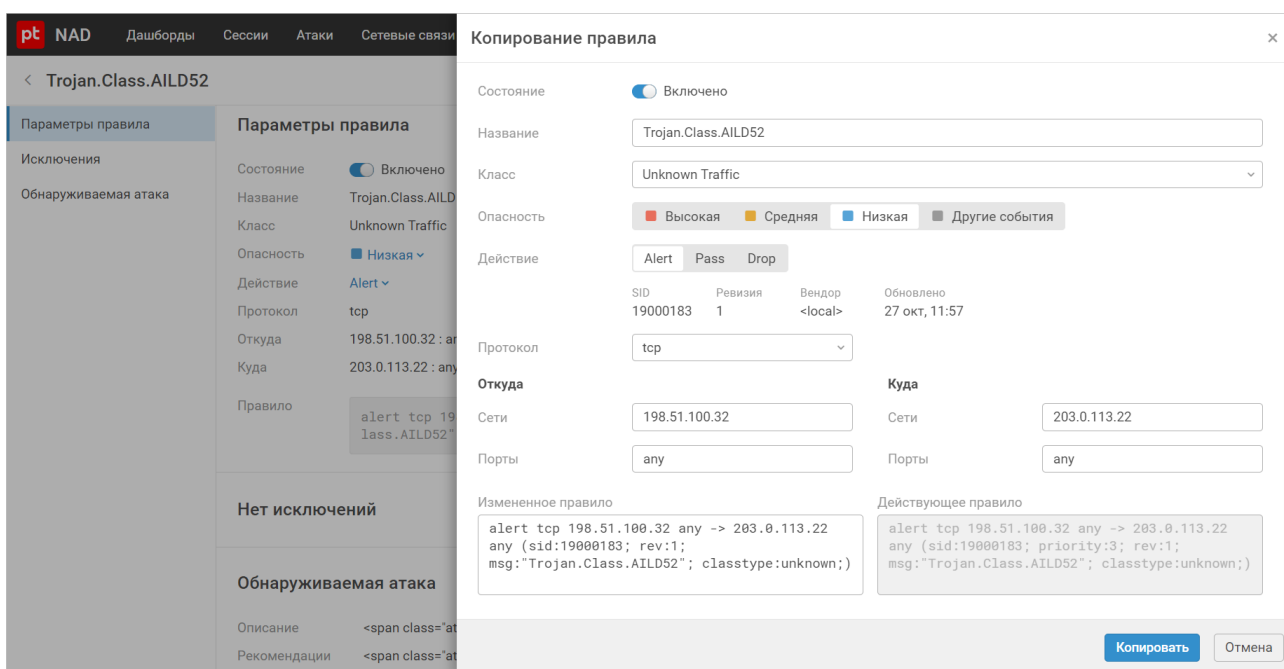 pt NAD Дашборды Сессии Атаки Сетевые связи
Trojan.Class.AILD52
Параметры правила
Исключения
Обнаруживаемая атака
Параметры правила
Состояние Включено
Название Trojan.Class.AILD
Класс Unknown Traffic
Опасность Низкая
Действие Alert
Протокол tcp
Откуда 198.51.100.32 : an
Куда 203.0.113.22 : any
Правило alert tcp 19
lass.AILD52"
Нет исключений
Обнаруживаемая атака
Описание <span class="at
Рекомендации <span class="at
Копирование правила
Состояние Включено
Название Trojan.Class.AILD52
Класс Unknown Traffic
Опасность Высокая Средняя Низкая Другие события
Действие Alert Pass Drop
SID Ревизия Вендор Обновлено
19000183 1 <local> 27 окт, 11:57
Протокол tcp
Откуда Куда
Сети 198.51.100.32 Сети 203.0.113.22
Порты any Порты any
Измененное правило
alert tcp 198.51.100.32 any -> 203.0.113.22
any (sid:19000183; rev:1;
msg:"Trojan.Class.AILD52"; classtype:unknown;)
Действующее правило
alert tcp 198.51.100.32 any -> 203.0.113.22
any (sid:19000183; priority:3; rev:1;
msg:"Trojan.Class.AILD52"; classtype:unknown;)
Копировать Отмена